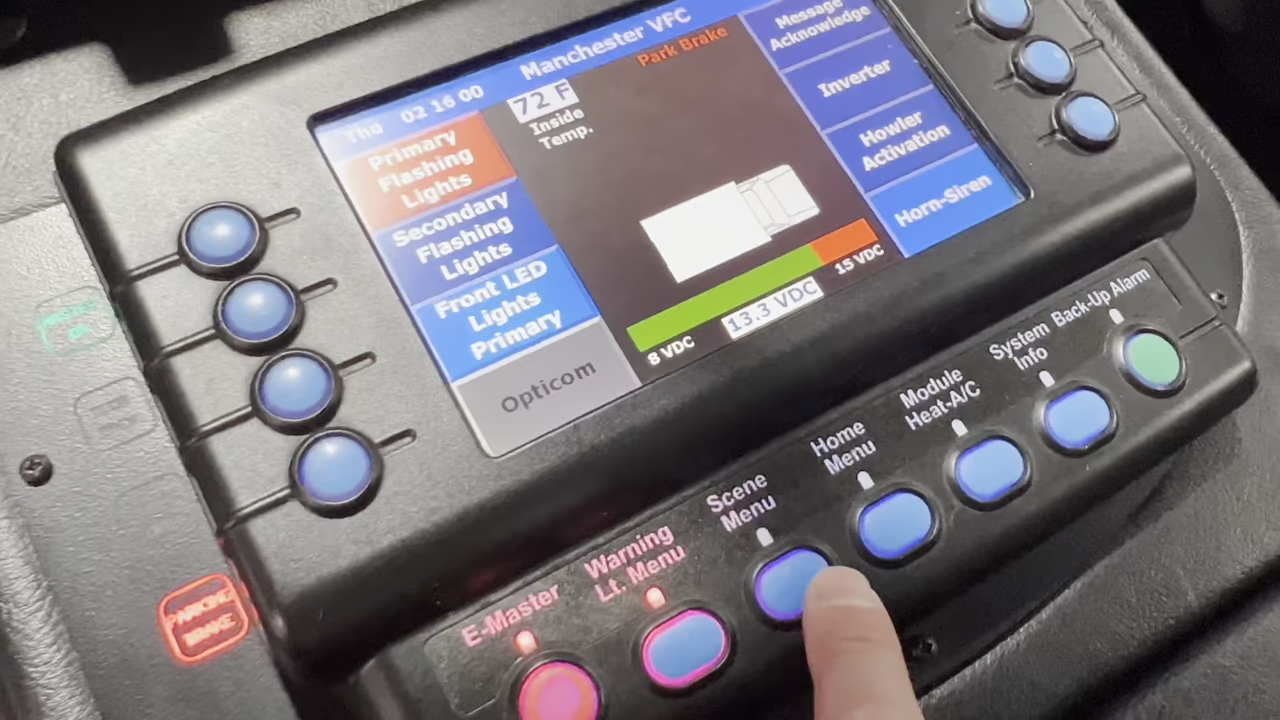 Manchester VFC
Thu 02 16 00
72 F
Inside
Temp.
Park Brake
Message
Acknowledge
Inverter
Howler
Activation
Horn-Siren
Primary
Flashing
Lights
Secondary
Flashing
Lights
Front LED
Lights
Primary
Opticom
8 VDC
13.3 VDC
15 VDC
E-Master
Warning
Lt. Menu
Scene
Menu
Home
Menu
Module
Heat-A/C
System
Info
Back-Up Alarm
PARKING
BRAKE